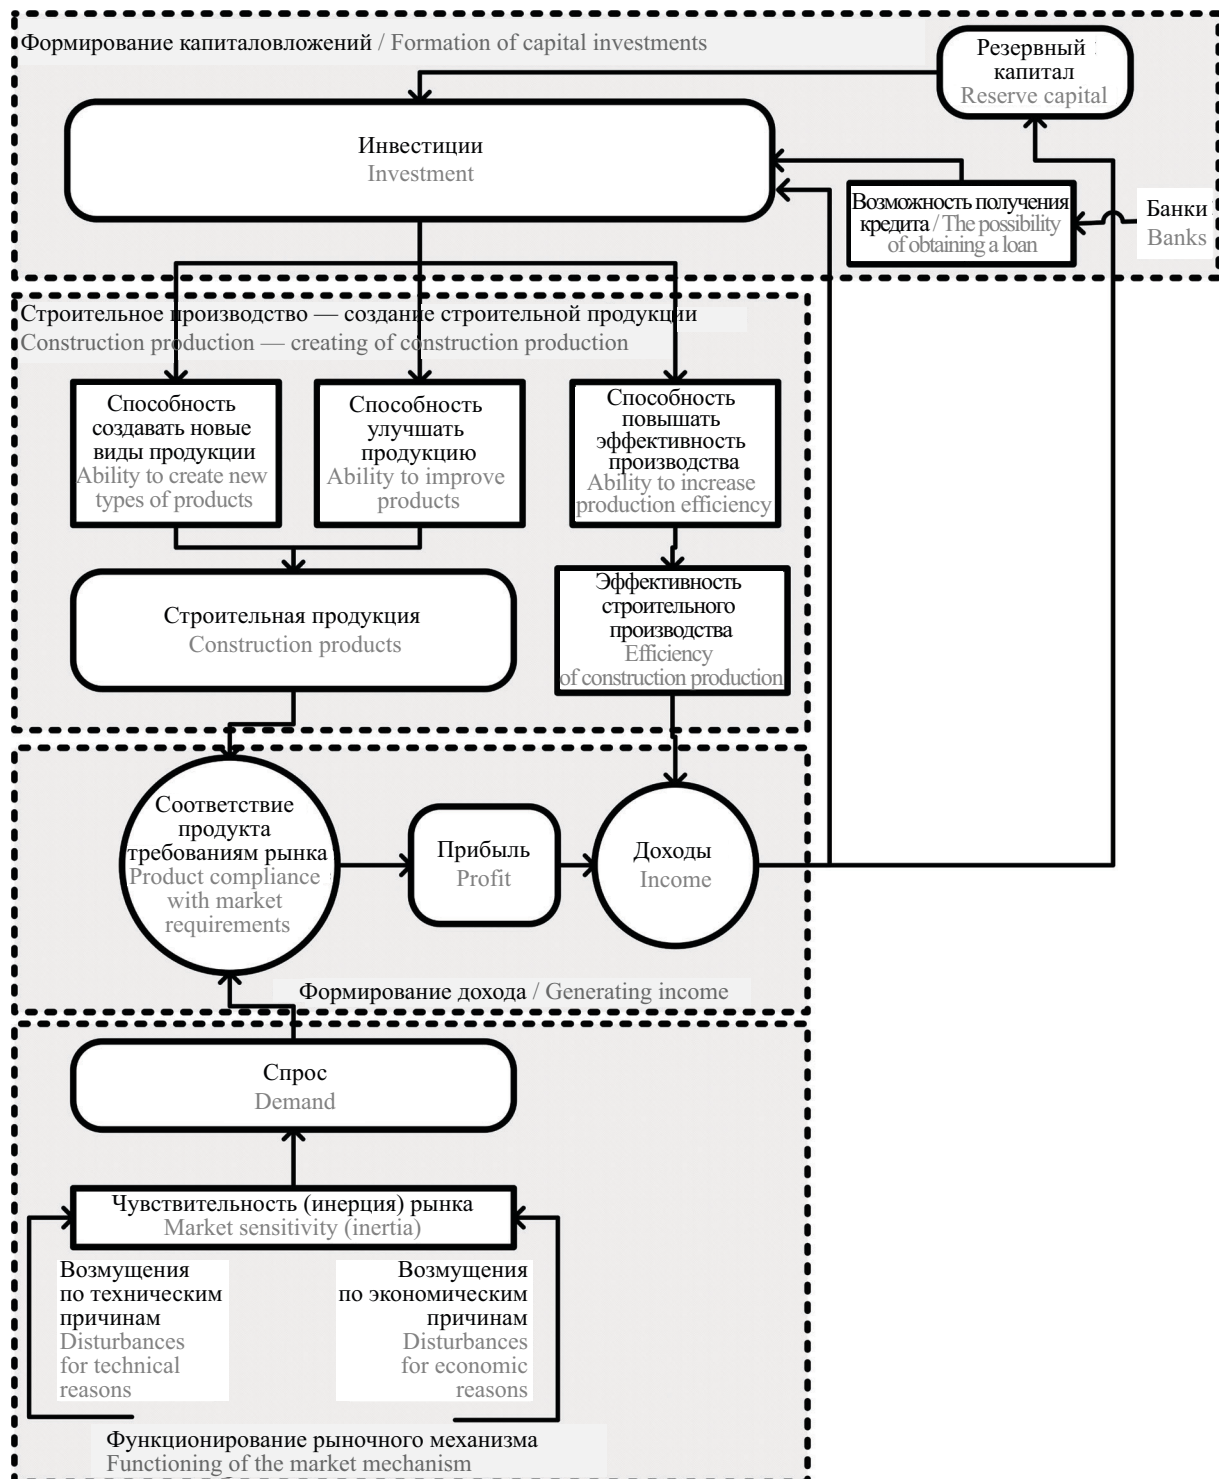 Формирование капиталовложений / Formation of capital investments
Резервный
капитал
Reserve capital
Инвестиции
Investment
Возможность получения
кредита / The possibility
of obtaining a loan
Банки
Banks
Строительное производство — создание строительной продукции
Construction production — creating of construction production
Способность
создавать новые
виды продукции
Ability to create new
types of products
Способность
улучшать
продукцию
Ability to improve
products
Способность
повышать
эффективность
производства
Ability to increase
production efficiency
Строительная продукция
Construction products
Эффективность
строительного
производства
Efficiency
of construction production
Соответствие
продукта
требованиям рынка
Product compliance
with market
requirements
Прибыль
Profit
Доходы
Income
Формирование дохода / Generating income
Спрос
Demand
Чувствительность (инерция) рынка
Market sensitivity (inertia)
Возмущения
по техническим
причинам
Disturbances
for technical
reasons
Возмущения
по экономическим
причинам
Disturbances
for economic
reasons
Функционирование рыночного механизма
Functioning of the market mechanism